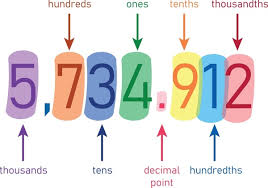 hundreds ones tenths thousandths
5,734.912
thousands tens decimal point hundredths